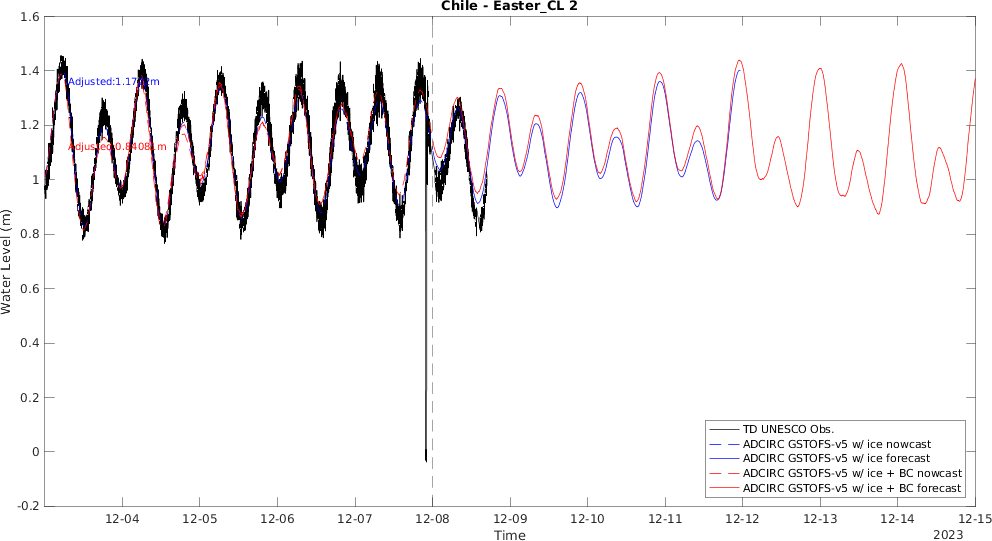 Chile - Easter_CL 2
1.6
1.4
1.2
1
0.8
0.6
0.4
0.2
0
-0.2
Water Level (m)
TD UNESCO Obs.
ADCIRC GSTOFS-v5 w/ ice nowcast
ADCIRC GSTOFS-v5 w/ ice forecast
ADCIRC GSTOFS-v5 w/ ice + BC nowcast
ADCIRC GSTOFS-v5 w/ ice + BC forecast
12-04 12-05 12-06 12-07 12-08 12-09 12-10 12-11 12-12 12-13 12-14 12-15
Time
2023